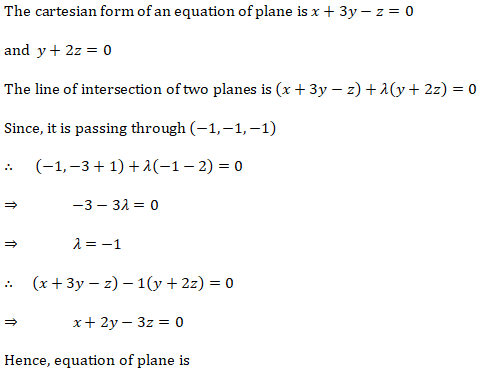 The cartesian form of an equation of plane is x + 3y − z = 0
and y + 2z = 0
The line of intersection of two planes is (x + 3y − z) + λ(y + 2z) = 0
Since, it is passing through (−1,−1,−1)
∴ (−1,−3 + 1) + λ(−1 − 2) = 0
⇒ −3 − 3λ = 0
⇒ λ = −1
∴ (x + 3y − z) − 1(y + 2z) = 0
⇒ x + 2y − 3z = 0
Hence, equation of plane is